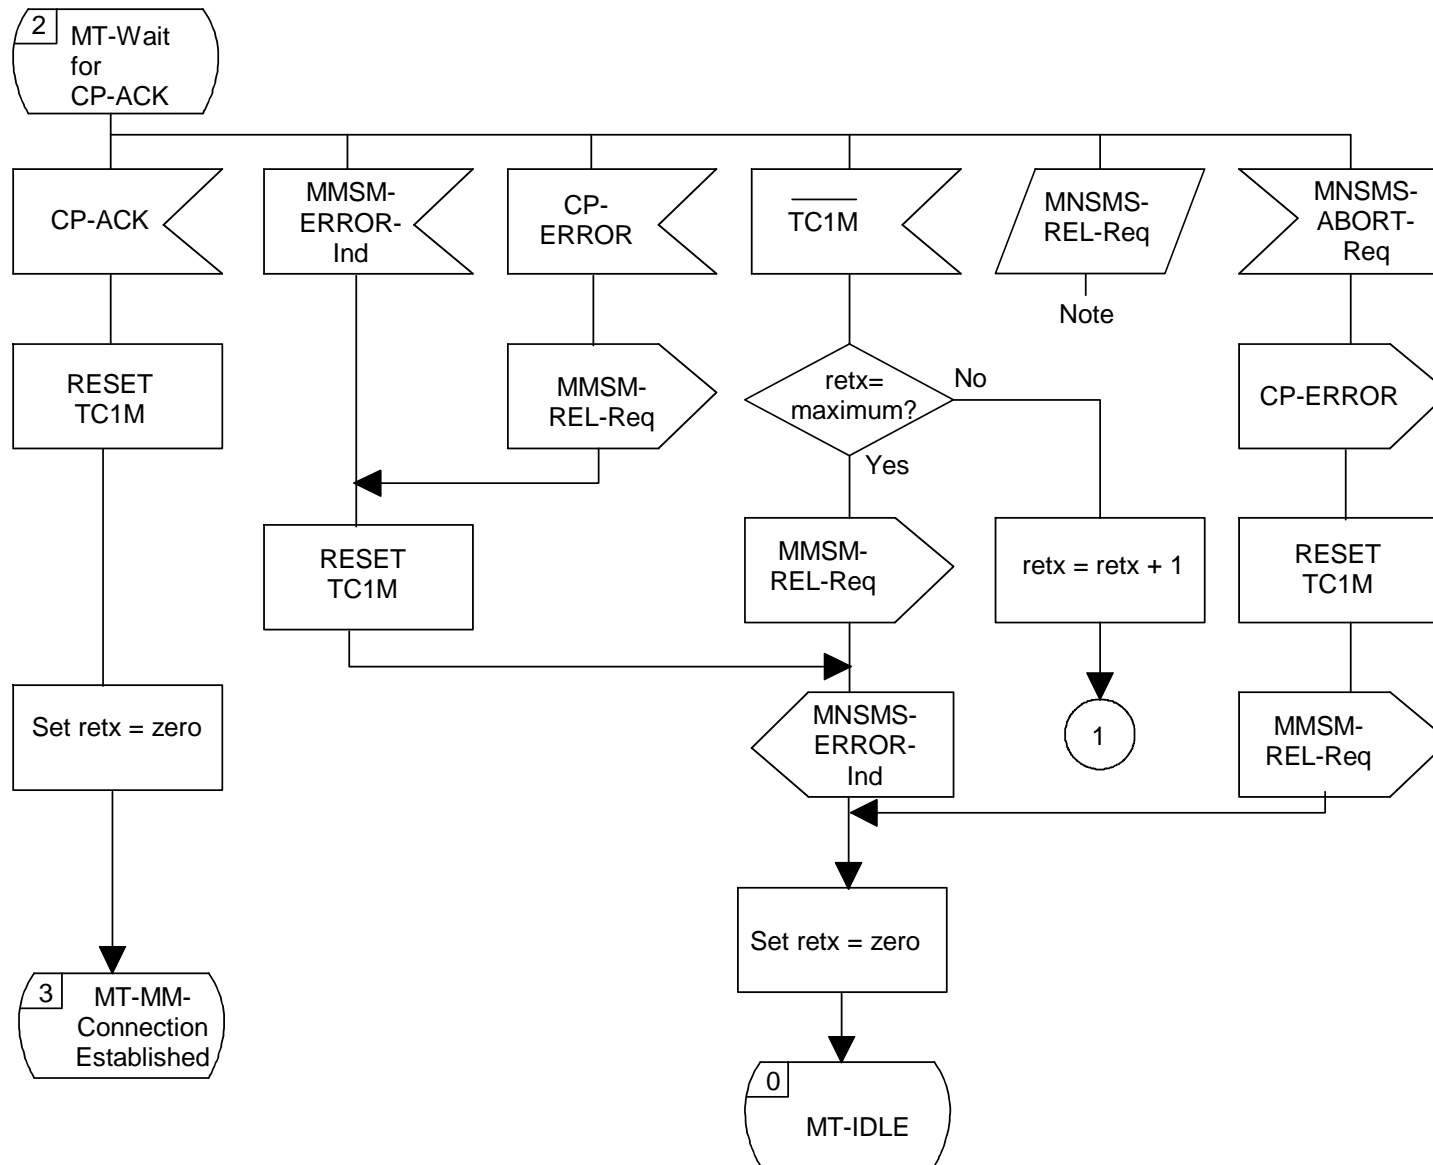 2
MT-Wait
for
CP-ACK
CP-ACK
MMSM-
ERROR-
Ind
CP-
ERROR
TC1M
MNSMS-
REL-Req
Note
MNSMS-
ABORT-
Req
RESET
TC1M
MMSM-
REL-Req
retx=
maximum?
No
Yes
CP-ERROR
RESET
TC1M
MMSM-
REL-Req
retx = retx + 1
RESET
TC1M
Set retx = zero
MNSMS-
ERROR-
Ind
1
MMSM-
REL-Req
Set retx = zero
3
MT-MM-
Connection
Established
0
MT-IDLE